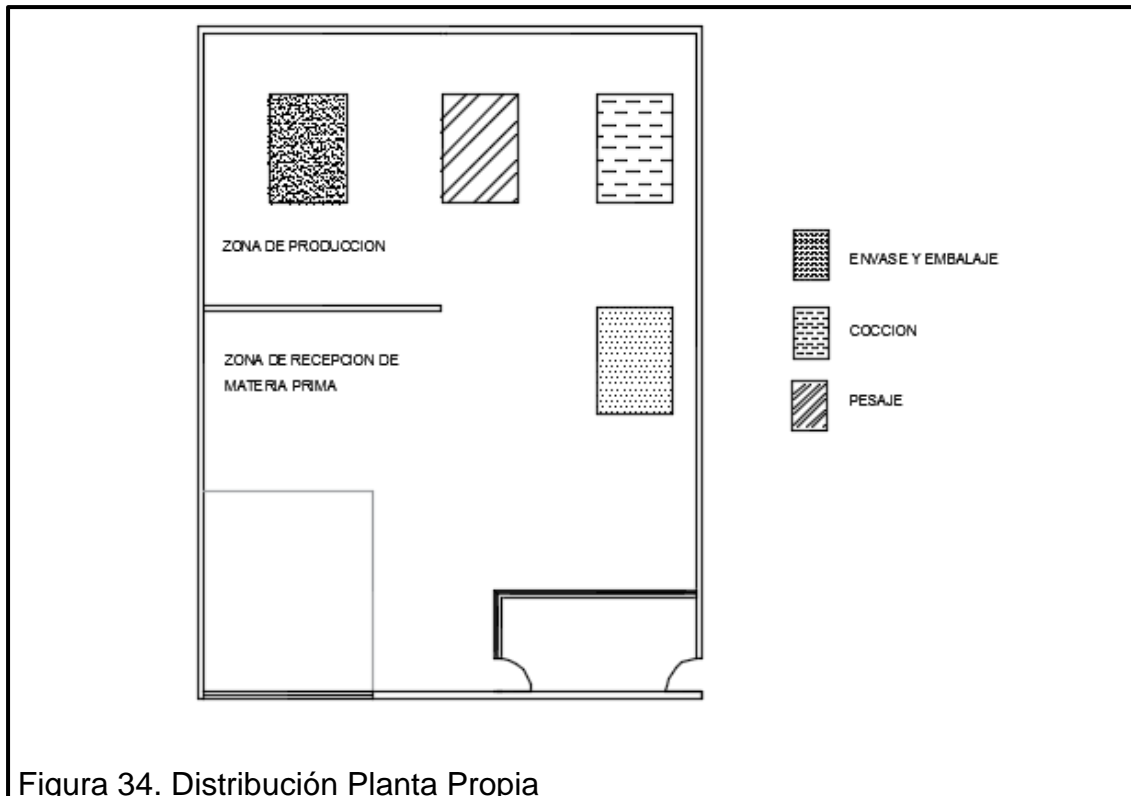 ZONA DE PRODUCCION
ZONA DE RECEPCION DE
MATERIA PRIMA
ENVASE Y EMBALAJE
COCCION
PESAJE
Figura 34. Distribución Planta Propia